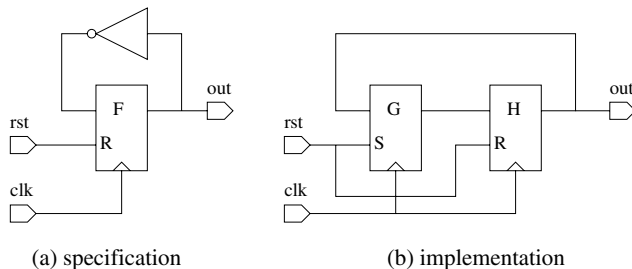 out
F
rst
R
clk
(a) specification
out
G
H
rst
S
R
clk
(b) implementation